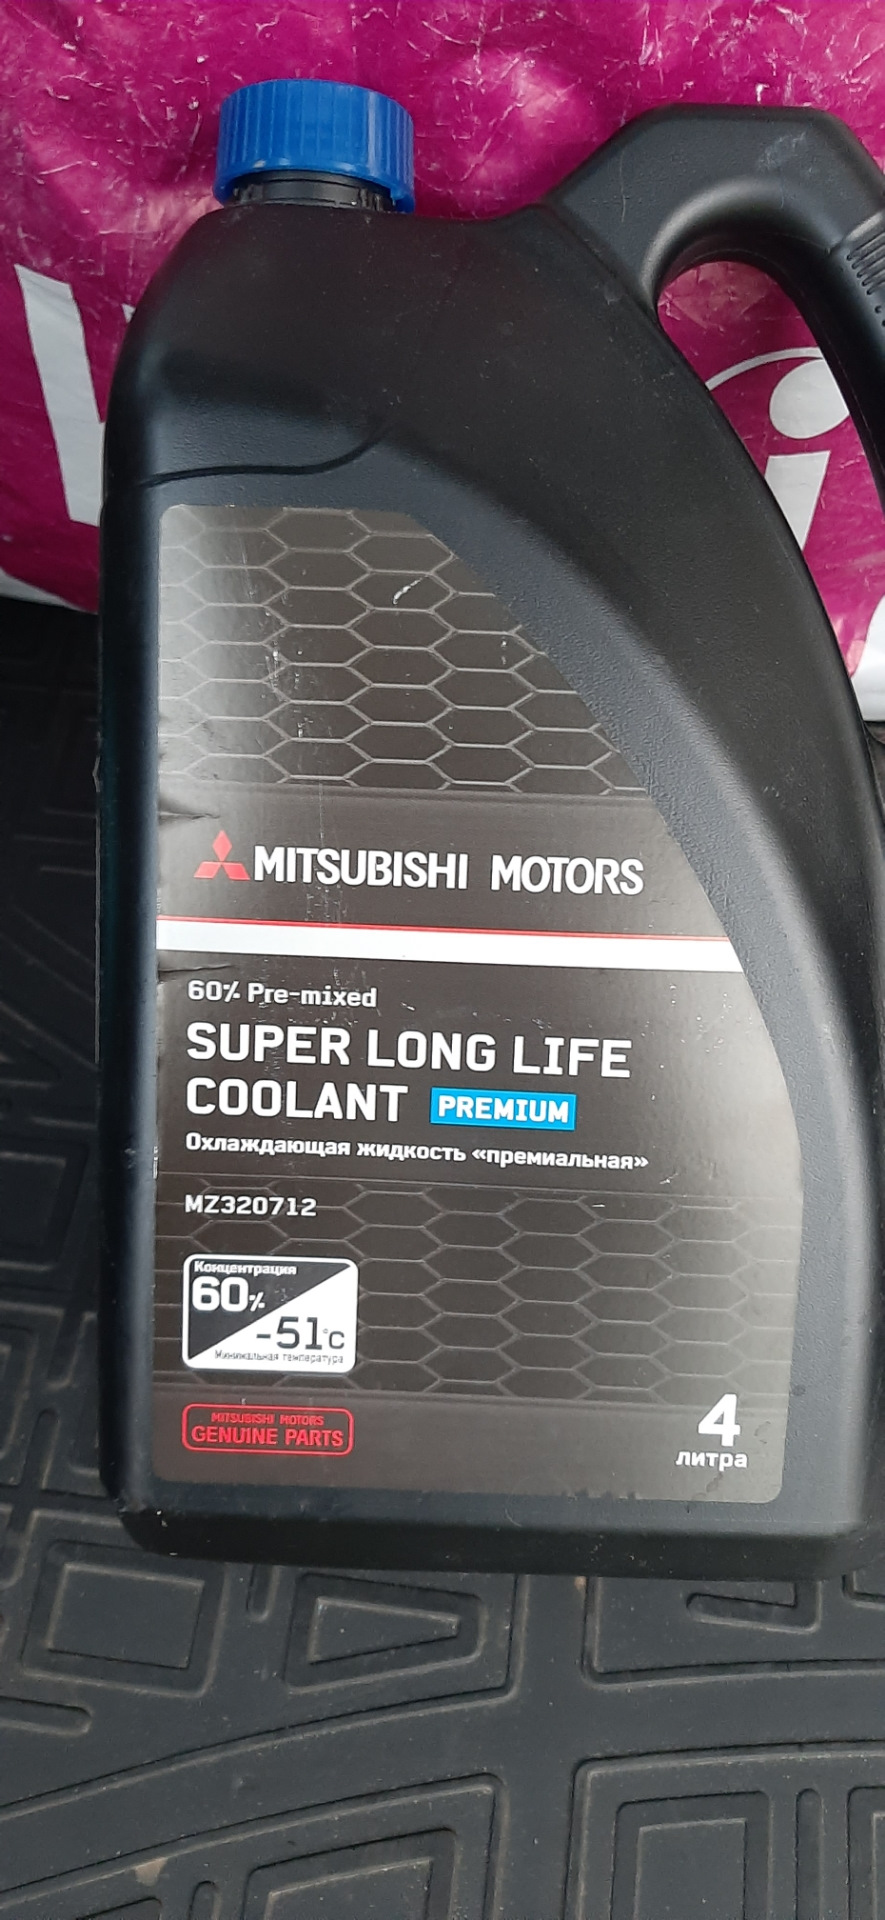 MITSUBISHI MOTORS
60% Pre-mixed
SUPER LONG LIFE
COOLANT PREMIUM
Охлаждающая жидкость «премиальная»
MZ320712
Концентрация
60%
-51°C
Минимальная температура
MITSUBISHI MOTORS
GENUINE PARTS
4
литра